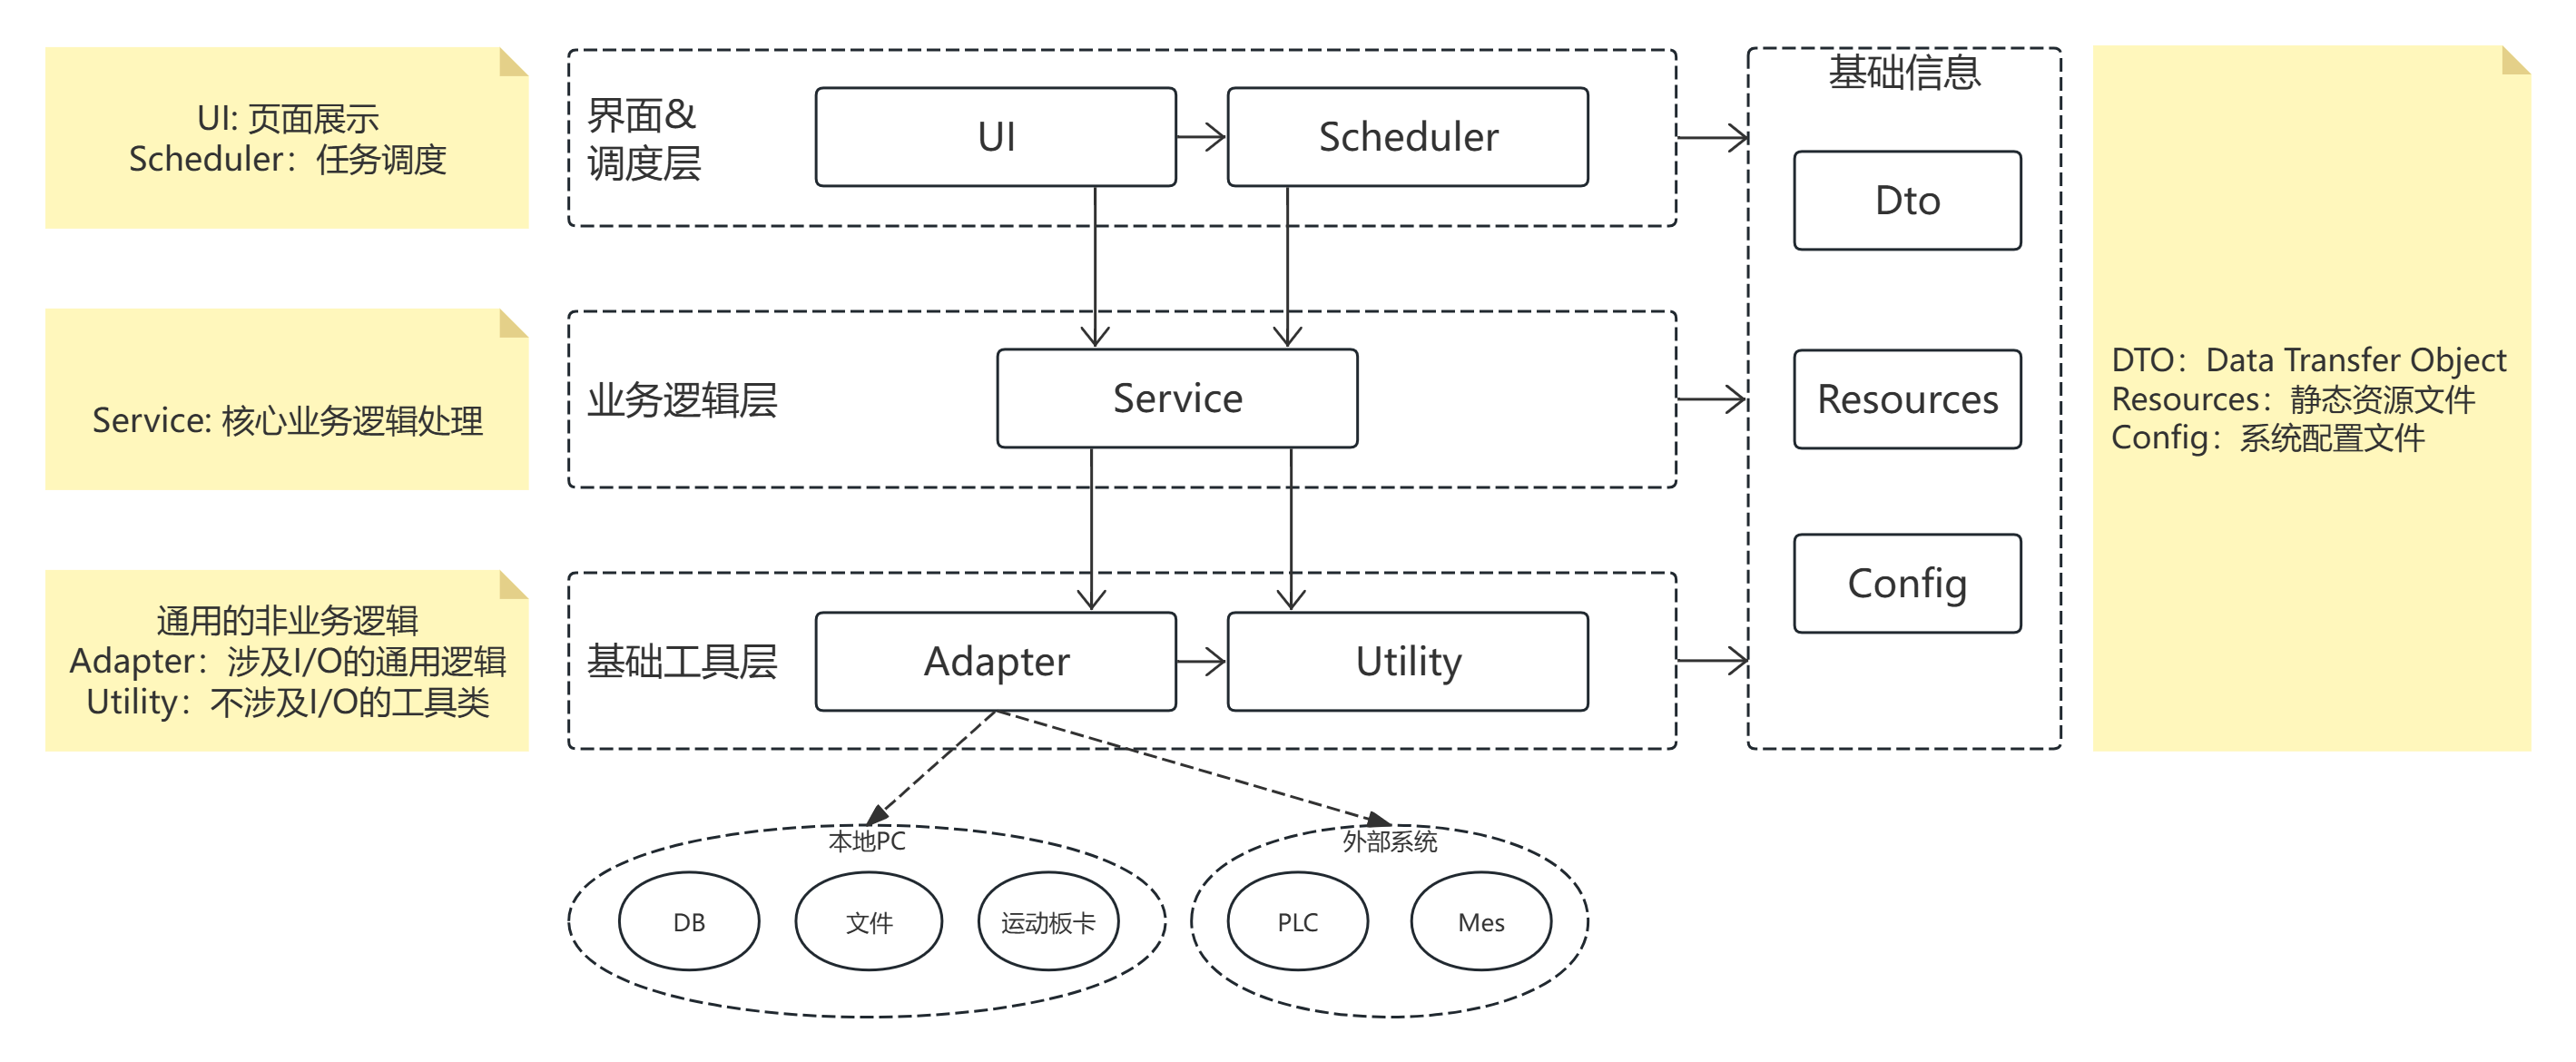 UI: 页面展示
Scheduler：任务调度
界面&
调度层
UI
Scheduler
基础信息
Dto
Service: 核心业务逻辑处理
业务逻辑层
Service
Resources
DTO：Data Transfer Object
Resources：静态资源文件
Config：系统配置文件
Config
通用的非业务逻辑
Adapter：涉及I/O的通用逻辑
Utility：不涉及I/O的工具类
基础工具层
Adapter
Utility
本地PC
DB
文件
运动板卡
外部系统
PLC
Mes